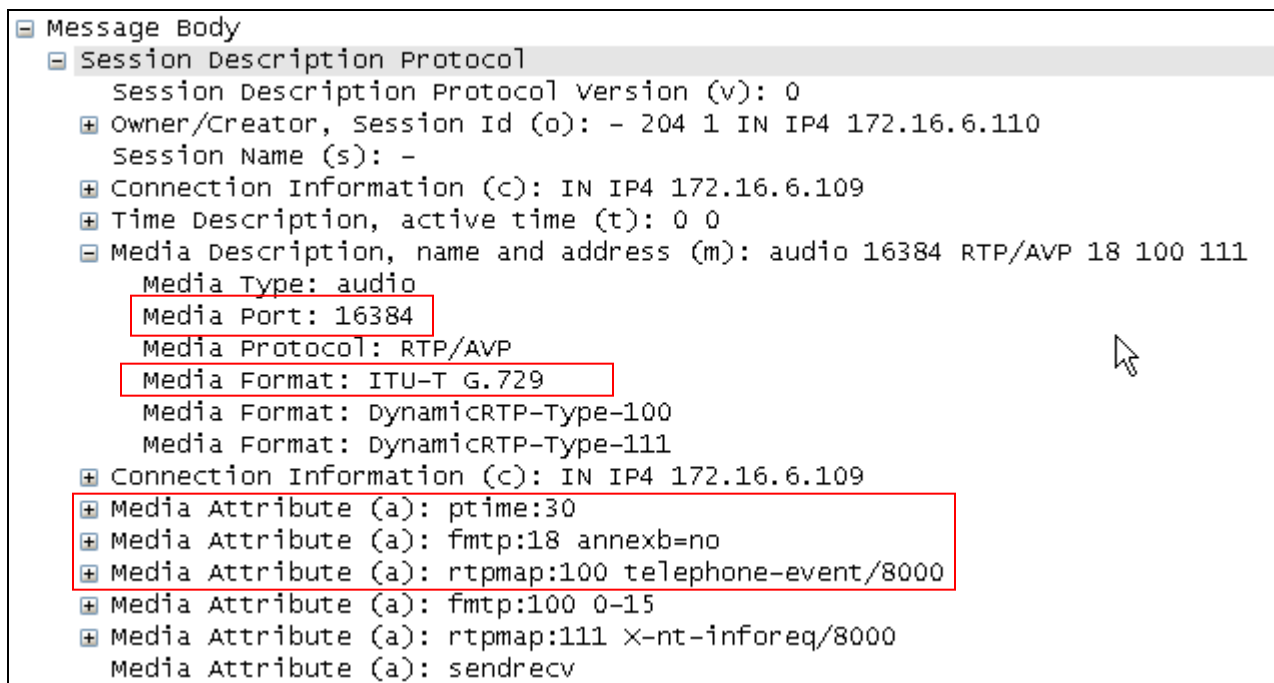 Message Body
Session Description Protocol
Session Description Protocol Version (v): 0
Owner/Creator, Session Id (o): - 204 1 IN IP4 172.16.6.110
Session Name (s): -
Connection Information (c): IN IP4 172.16.6.109
Time Description, active time (t): 0 0
Media Description, name and address (m): audio 16384 RTP/AVP 18 100 111
Media Type: audio
Media Port: 16384
Media Protocol: RTP/AVP
Media Format: ITU-T G.729
Media Format: DynamicRTP-Type-100
Media Format: DynamicRTP-Type-111
Connection Information (c): IN IP4 172.16.6.109
Media Attribute (a): ptime:30
Media Attribute (a): fmtp:18 annexb=no
Media Attribute (a): rtpmap:100 telephone-event/8000
Media Attribute (a): fmtp:100 0-15
Media Attribute (a): rtpmap:111 X-nt-inforeq/8000
Media Attribute (a): sendrecv